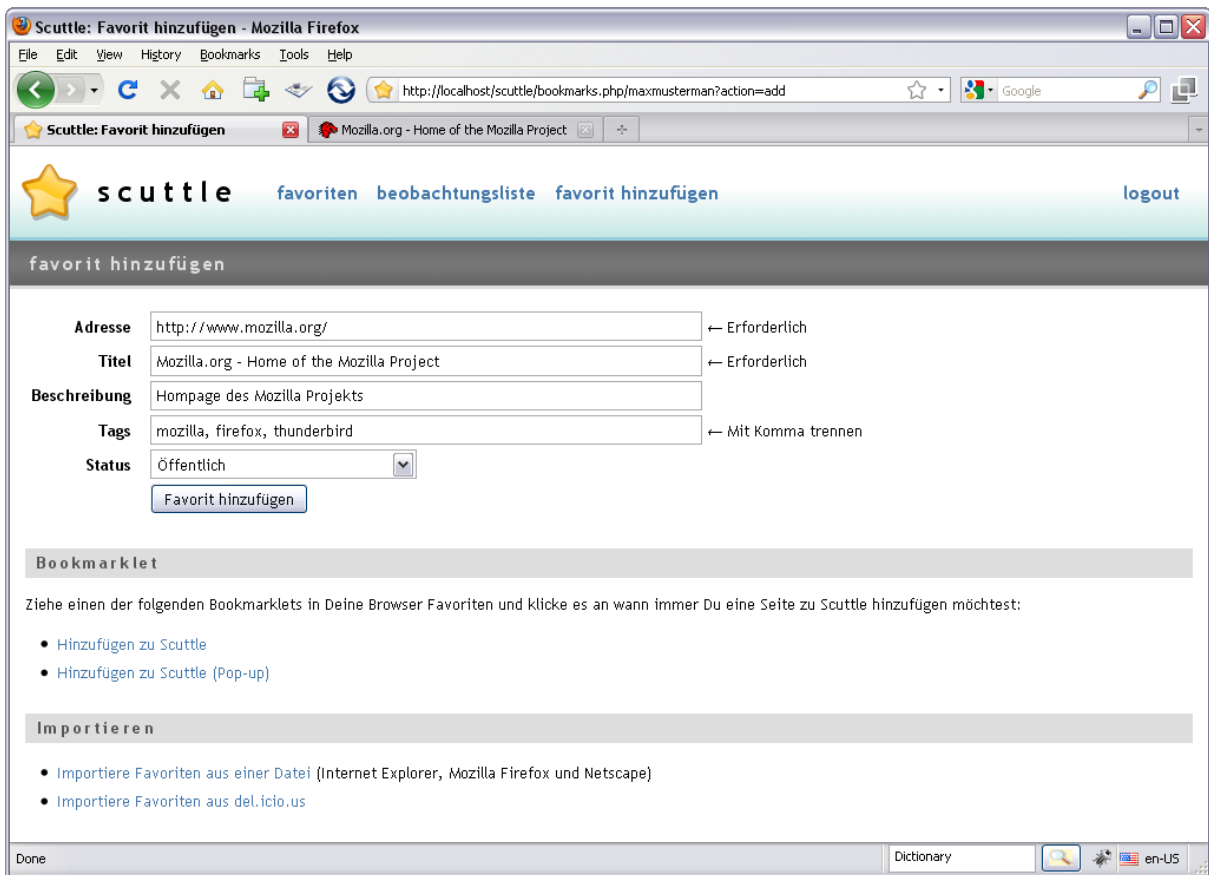 Scuttle: Favorit hinzufügen - Mozilla Firefox
File Edit View History Bookmarks Tools Help
http://localhost/scuttle/bookmarks.php/maxmusterman?action=add
Google
Scuttle: Favorit hinzufügen
Mozilla.org - Home of the Mozilla Project
scuttle favoriten beobachtungsliste favorit hinzufügen logout
favorit hinzufügen
Adresse http://www.mozilla.org/ ← Erforderlich
Titel Mozilla.org - Home of the Mozilla Project ← Erforderlich
Beschreibung Hompage des Mozilla Projekts
Tags mozilla, firefox, thunderbird ← Mit Komma trennen
Status Öffentlich
Favorit hinzufügen
Bookmarklet
Ziehe einen der folgenden Bookmarklets in Deine Browser Favoriten und klicke es an wann immer Du eine Seite zu Scuttle hinzufügen möchtest:
• Hinzufügen zu Scuttle
• Hinzufügen zu Scuttle (Pop-up)
Importieren
• Importiere Favoriten aus einer Datei (Internet Explorer, Mozilla Firefox und Netscape)
• Importiere Favoriten aus del.icio.us
Done Dictionary en-US